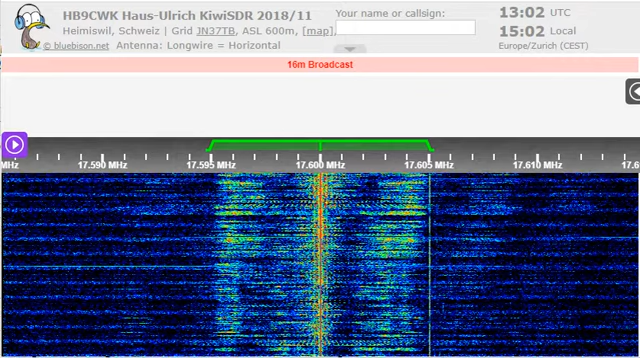 HB9CWK Haus-Ulrich KiwiSDR 2018/11
Heimiswil, Schweiz | Grid JN37TB, ASL 600m, [map],
© bluebison.net Antenna: Longwire = Horizontal
Your name or callsign:
13:02 UTC
15:02 Local
Europe/Zurich (CEST)
16m Broadcast
MHz 17.590 MHz 17.595 MHz 17.600 MHz 17.605 MHz 17.610 MHz 17.6